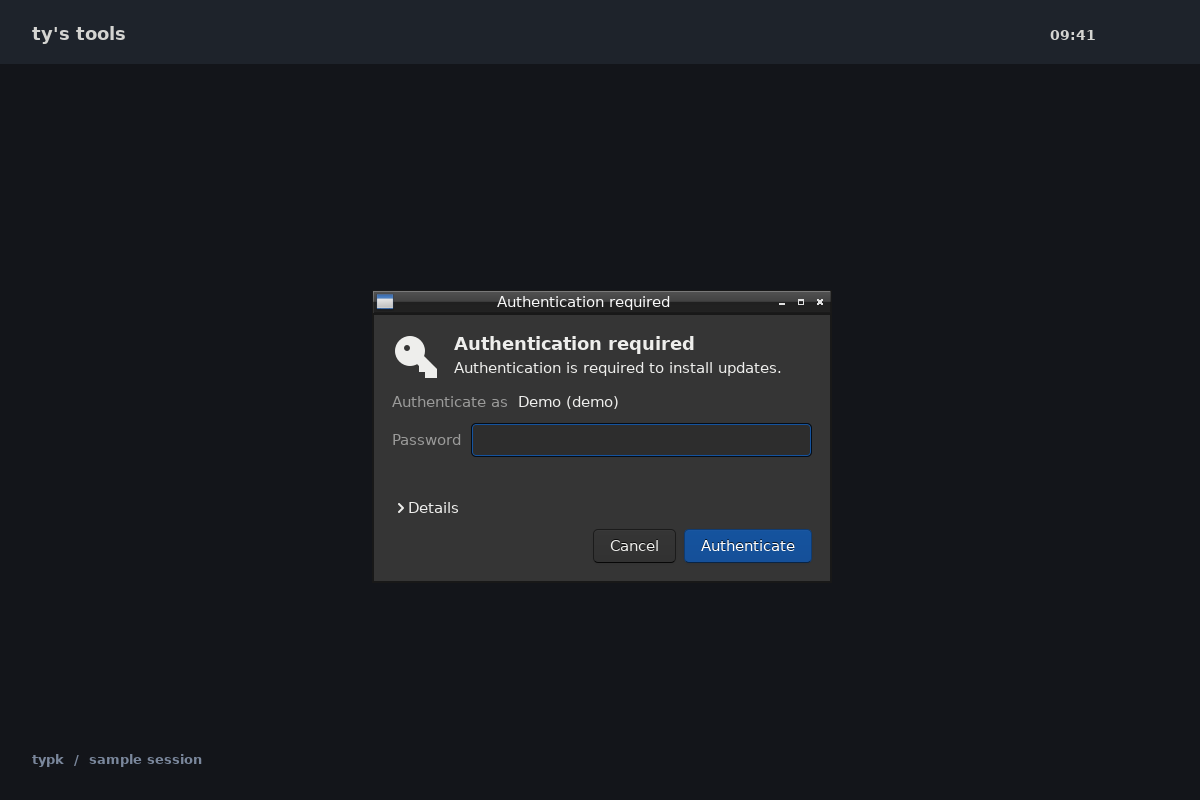 ty's tools
09:41
Authentication required
Authentication required
Authentication is required to install updates.
Authenticate as Demo (demo)
Password
Details
Cancel Authenticate
typk / sample session